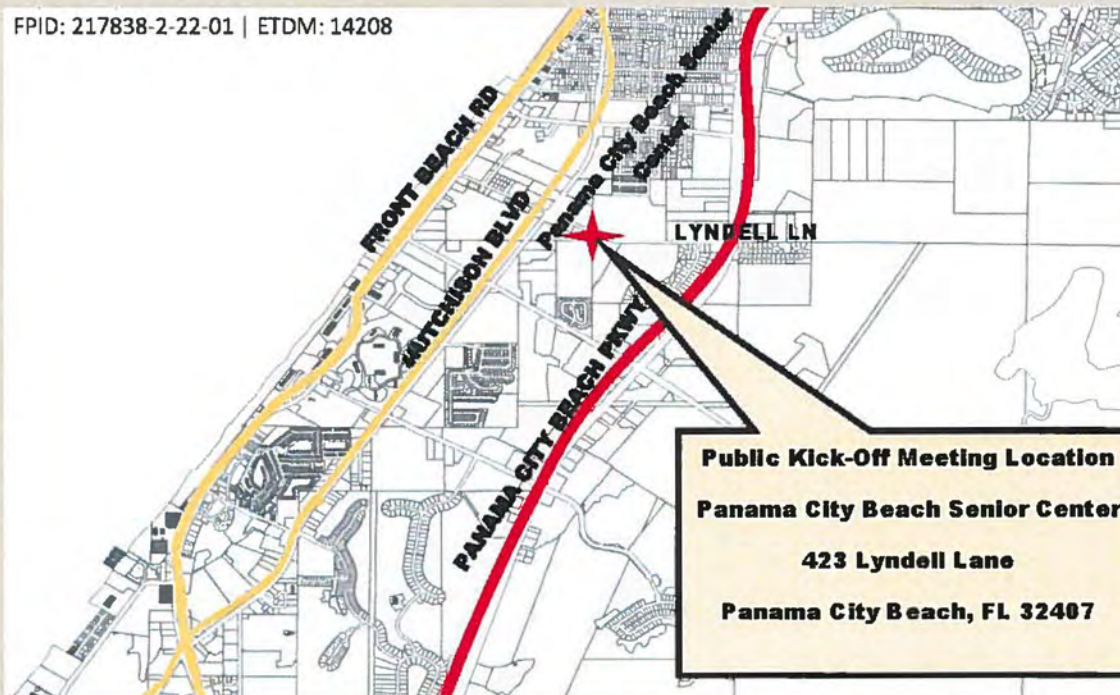 FPID: 217838-2-22-01 | ETDM: 14208
FRONT BEACH RD
HUTCHISON BLVD
Panama City Beach Senior
Center
LYNDELL LN
PANAMA CITY BEACH PKWY
Public Kick-Off Meeting Location
Panama City Beach Senior Center
423 Lyndell Lane
Panama City Beach, FL 32407